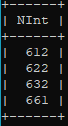 +------+
| NInt |
+------+
|  612 |
|  622 |
|  632 |
|  661 |
+------+